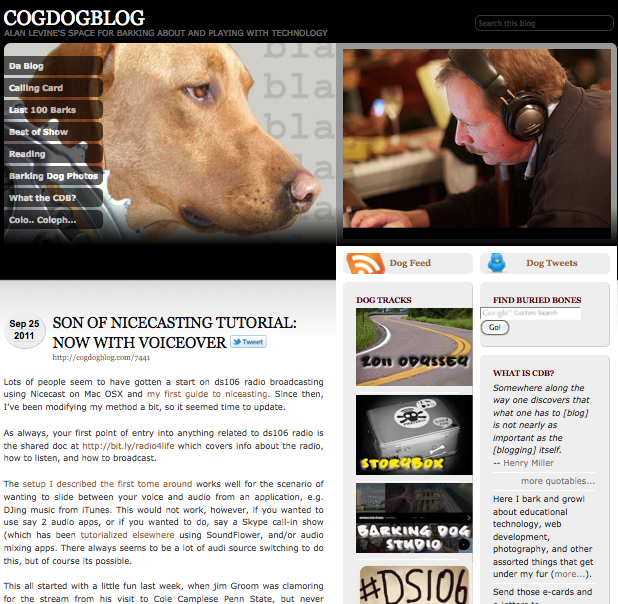 COGDOGBLOG
ALAN LEVINE'S SPACE FOR BARKING ABOUT AND PLAYING WITH TECHNOLOGY
Search this blog
Da Blog
Calling Card
Last 100 Barks
Best of Show
Reading
Barking Dog Photos
What the CDB?
Colo.. Coloph...
bla
bla
bla
bla
Dog Feed
Dog Tweets
Sep 25
2011
SON OF NICECASTING TUTORIAL:
NOW WITH VOICEOVER
Tweet
http://cogdogblog.com/7441
Lots of people seem to have gotten a start on ds106 radio broadcasting
using Nicecast on Mac OSX and my first guide to niceasting. Since then,
I've been modifying my method a bit, so it seemed time to update.
As always, your first point of entry into anything related to ds106 radio is
the shared doc at http://bit.ly/radio4life which covers info about the radio,
how to listen, and how to broadcast.
The setup I described the first tome around works well for the scenario of
wanting to slide between your voice and audio from an application, e.g.
DJing music from iTunes. This would not work, however, if you wanted to
use say 2 audio apps, or if you wanted to do, say a Skype call-in show
(which has been tutorialized elsewhere using SoundFlower, and/or audio
mixing apps. There always seems to be a lot of audi source switching to do
this, but of course its possible.
This all started with a little fun last week, when jim Groom was clamoring
for the stream from his visit to Cole Camplese Penn State, but never
DOG TRACKS
2011 ODYSSEY
STORYBOX
BARKING DOG
STUDIO
#DS106
FIND BURIED BONES
Google™ Custom Search
Go!
WHAT IS CDB?
Somewhere along the
way one discovers that
what one has to [blog]
is not nearly as
important as the
[blogging] itself.
-- Henry Miller
more quotables...
Here I bark and growl
about educational
technology, web
development,
photography, and other
assorted things that get
under my fur (more...).
Send those e-cards and